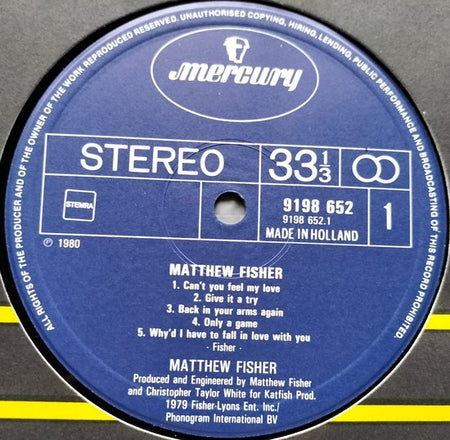 ALL RIGHTS OF THE PRODUCER AND OF THE OWNER OF THE WORK REPRODUCED RESERVED. UNAUTHORISED COPYING, HIRING, LENDING, PUBLIC PERFORMANCE AND BROADCASTING OF THIS RECORD PROHIBITED.
mercury
STEREO
33 1/3
STEMRA
9198 652
9198 652.1
MADE IN HOLLAND
1
℗ 1980
MATTHEW FISHER
1. Can't you feel my love
2. Give it a try
3. Back in your arms again
4. Only a game
5. Why'd I have to fall in love with you
- Fisher -
MATTHEW FISHER
Produced and Engineered by Matthew Fisher
and Christopher Taylor White for Katfish Prod.
1979 Fisher-Lyons Ent. Inc./
Phonogram International BV